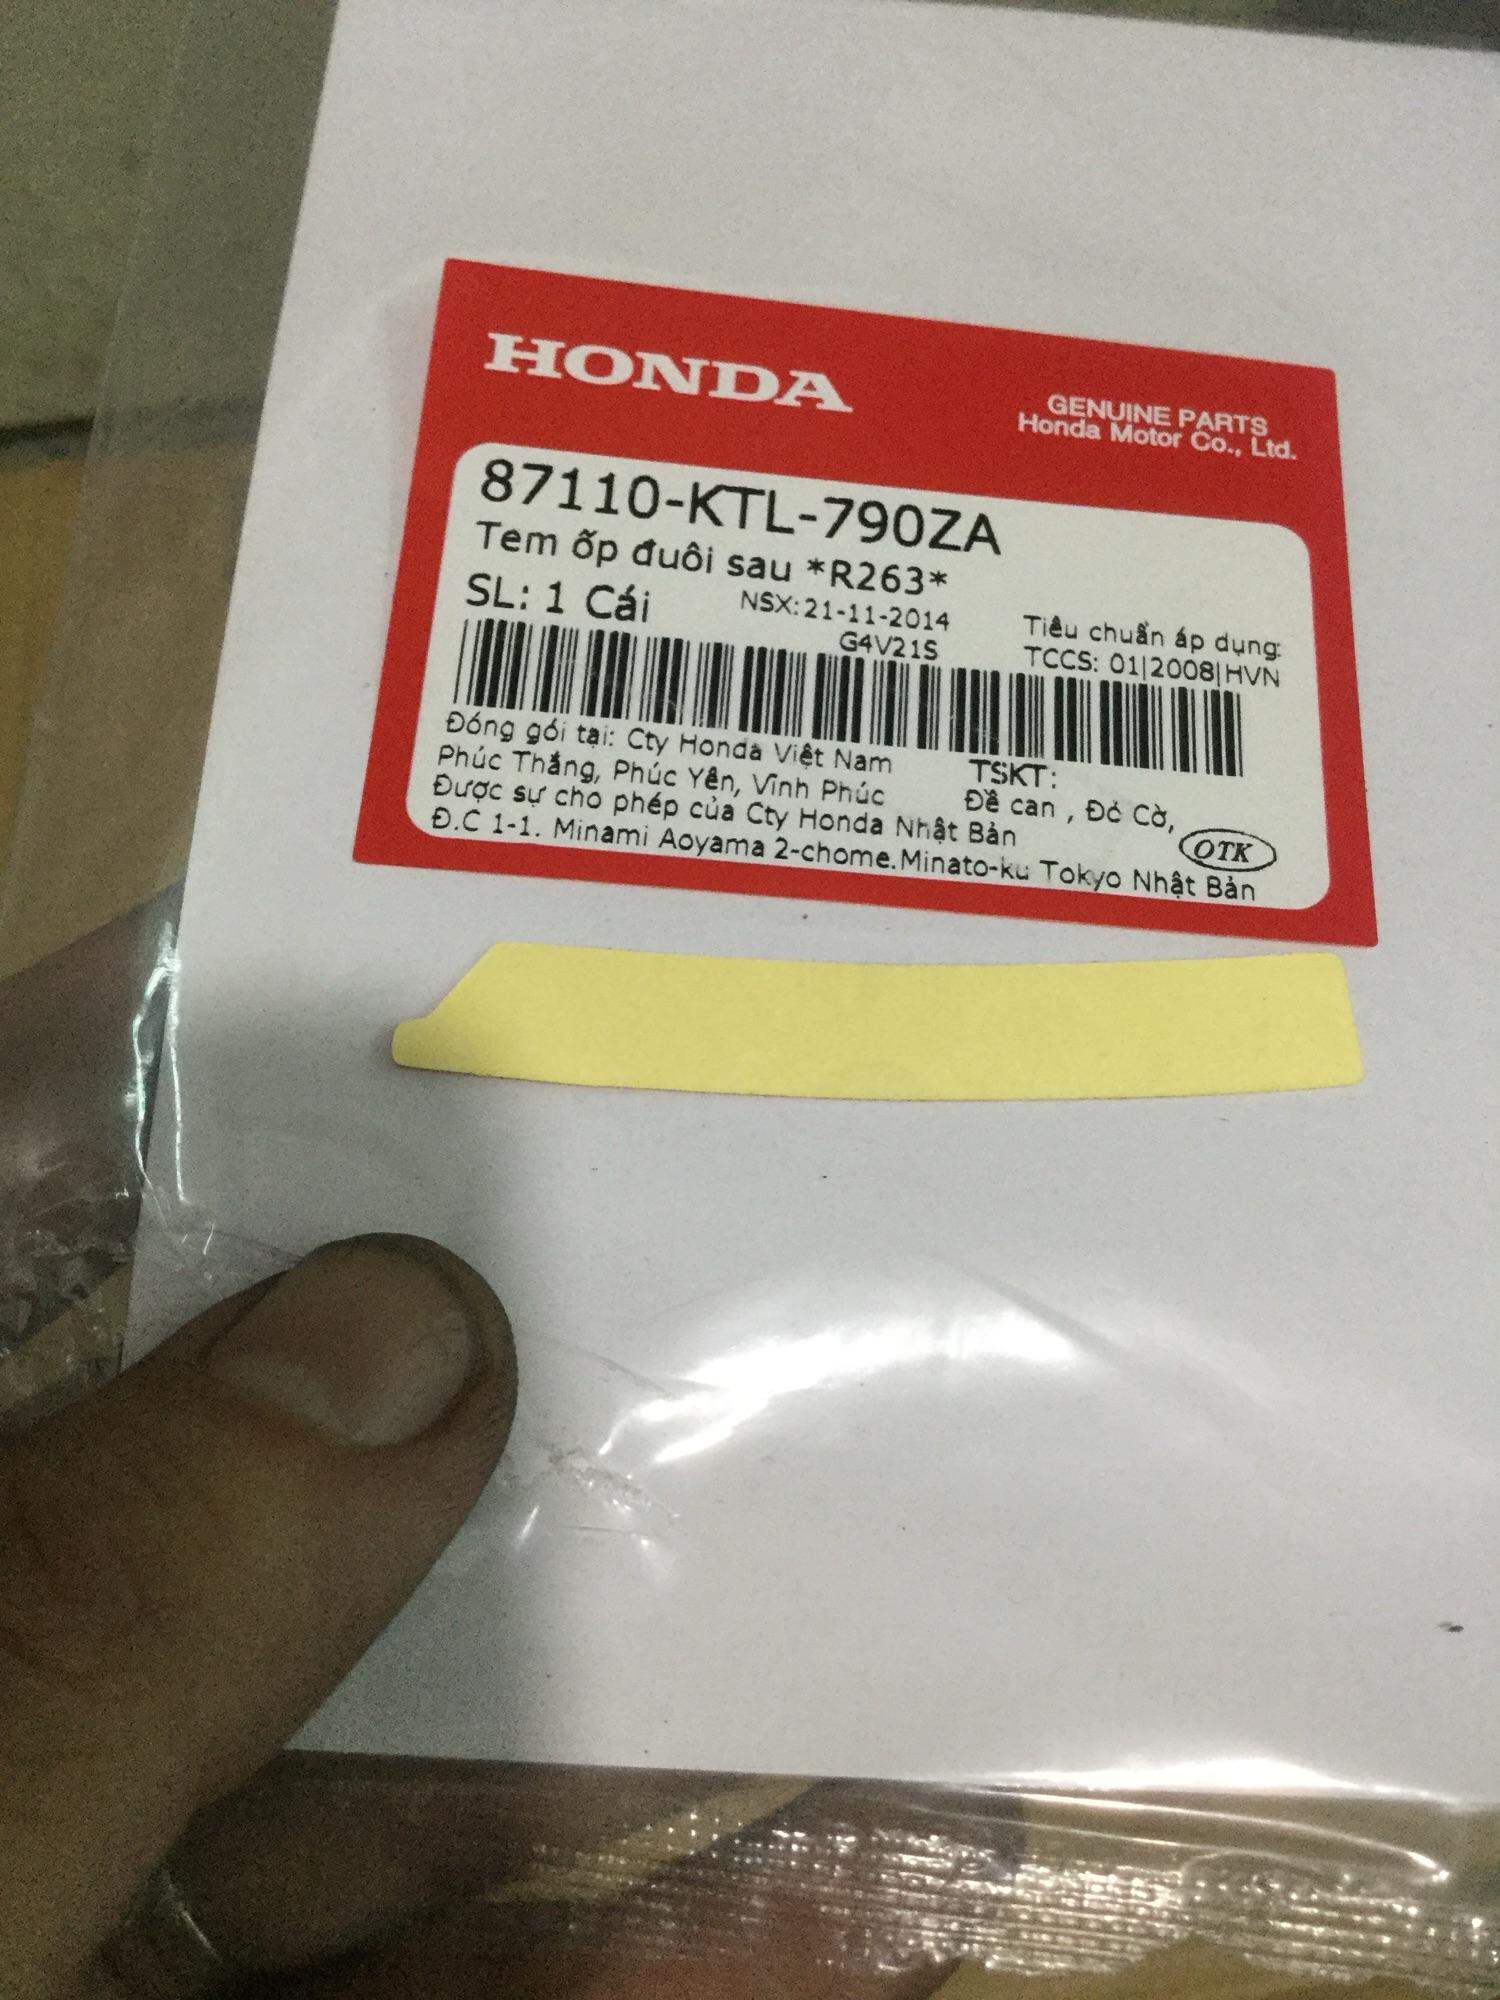 HONDA
GENUINE PARTS
Honda Motor Co., Ltd.
87110-KTL-790ZA
Tem ốp đuôi sau *R263*
SL: 1 Cái
NSX: 21-11-2014
G4V21S
Tiêu chuẩn áp dụng:
TCCS: 01|2008|HVN
Đóng gói tại: Cty Honda Việt Nam
Phúc Thắng, Phúc Yên, Vĩnh Phúc
TSKT:
Đề can , Đỏ Cờ,
Được sự cho phép của Cty Honda Nhật Bản
OTK
Đ.C 1-1. Minami Aoyama 2-chome.Minato-ku Tokyo Nhật Bản